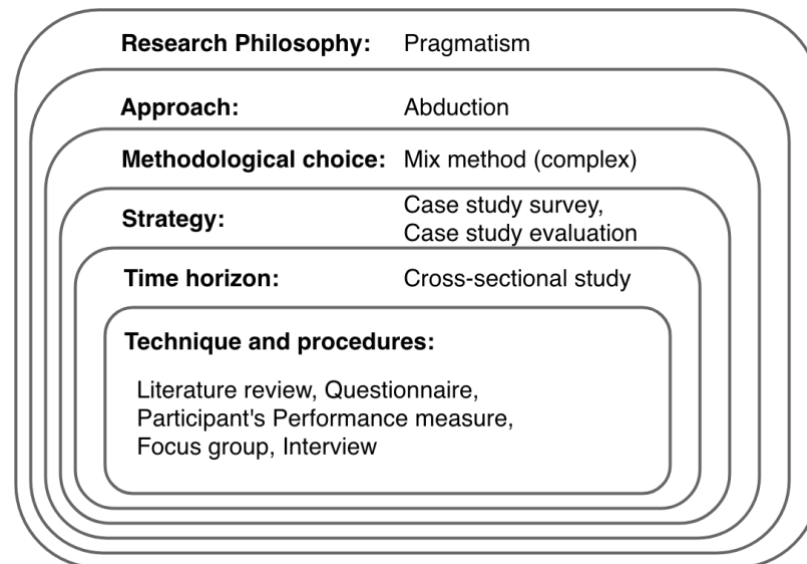 Research Philosophy: Pragmatism
Approach: Abduction
Methodological choice: Mix method (complex)
Strategy: Case study survey,
Case study evaluation
Time horizon: Cross-sectional study
Technique and procedures:
Literature review, Questionnaire,
Participant's Performance measure,
Focus group, Interview